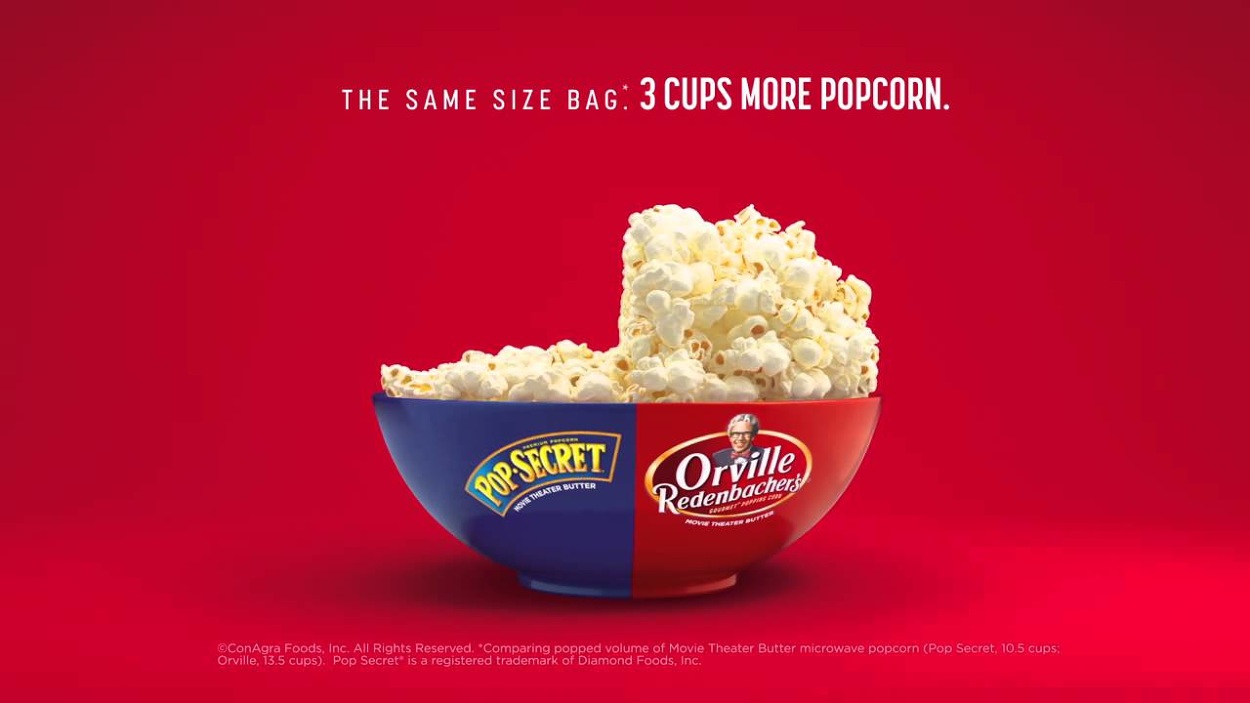 THE SAME SIZE BAG.* 3 CUPS MORE POPCORN.
PREMIUM POPCORN
POP·SECRET
MOVIE THEATER BUTTER
Orville
Redenbacher's
GOURMET® POPPING CORN
MOVIE THEATER BUTTER
©ConAgra Foods, Inc. All Rights Reserved. *Comparing popped volume of Movie Theater Butter microwave popcorn (Pop Secret, 10.5 cups;
Orville, 13.5 cups). Pop Secret® is a registered trademark of Diamond Foods, Inc.